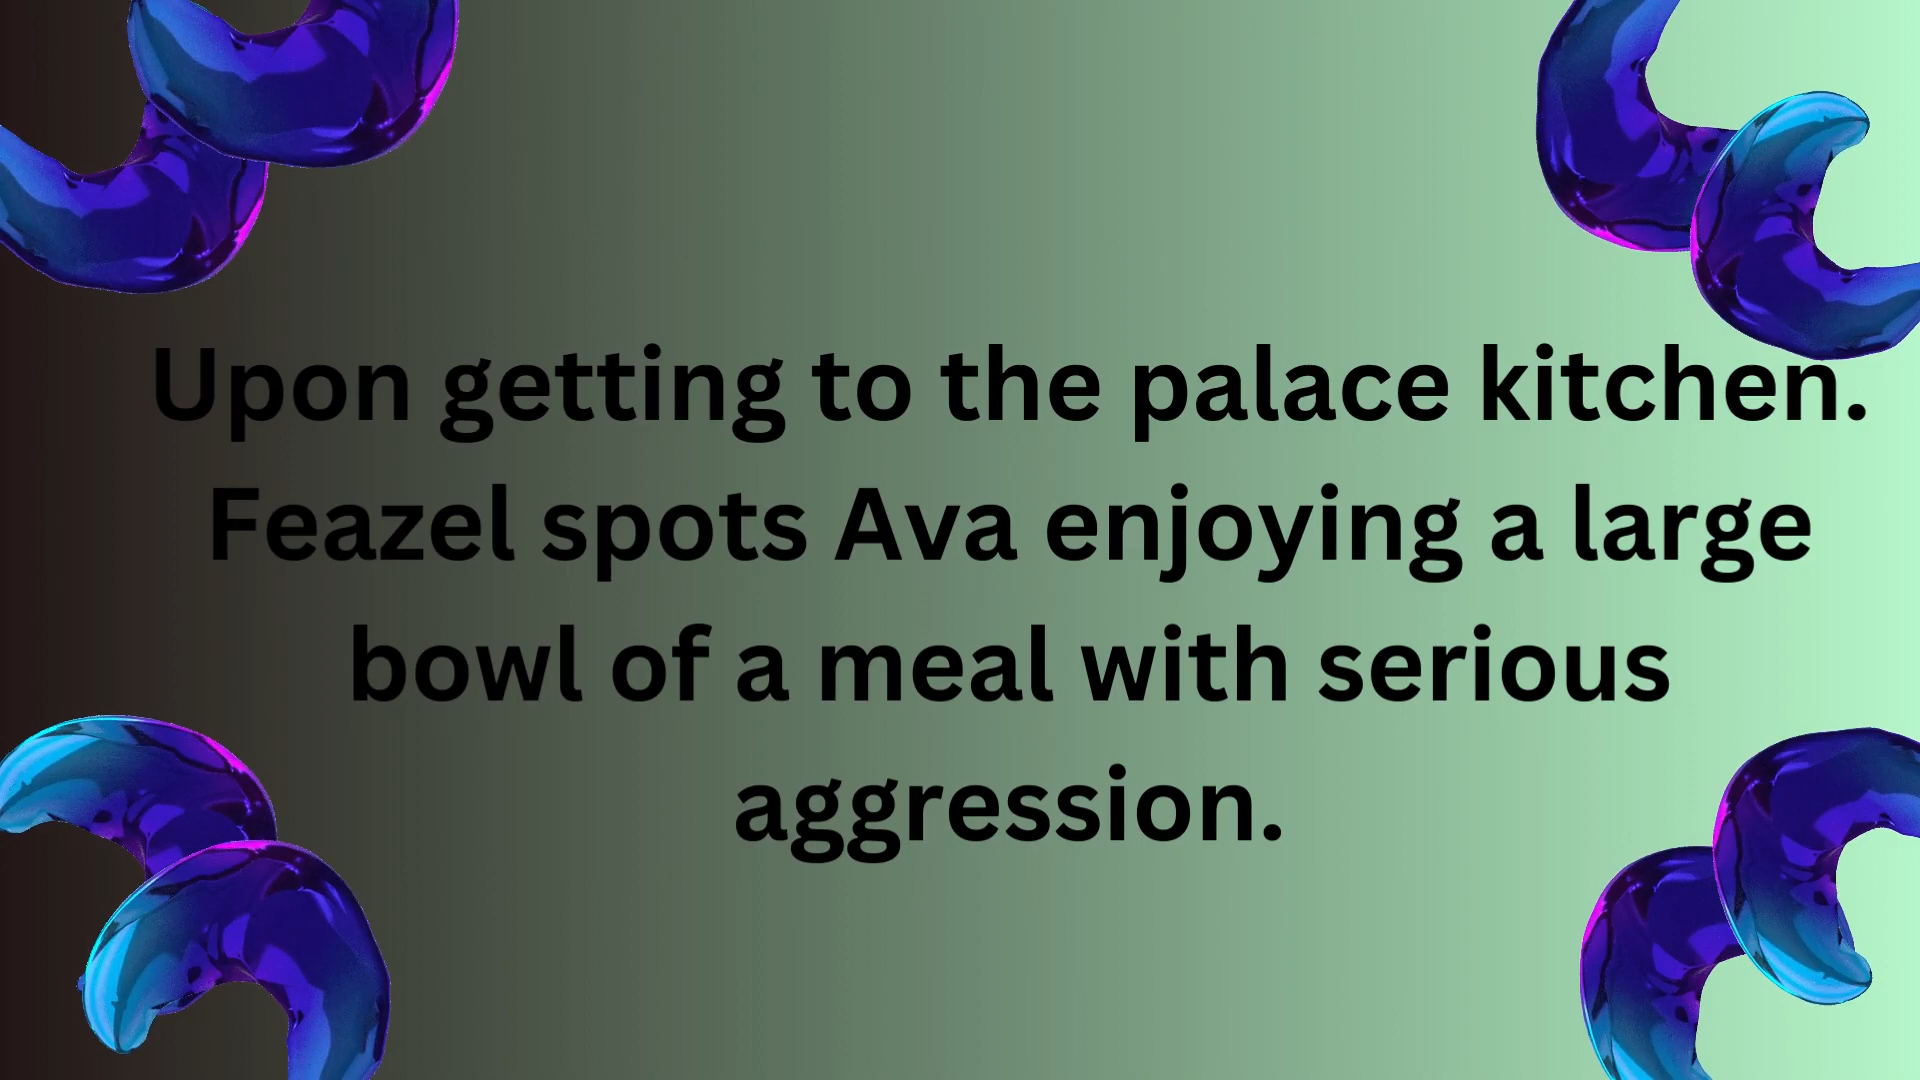 Upon getting to the palace kitchen.
Feazel spots Ava enjoying a large
bowl of a meal with serious
aggression.